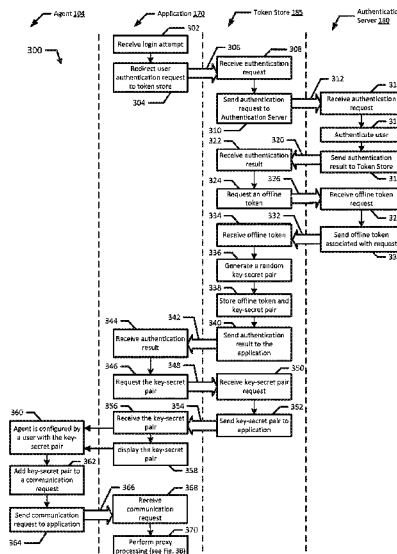 Agent 104
Application 170
Token Store 185
Authentica
Server 180
300
302
Receive login attempt
306
308
Redirect user
authentication request
to token store
304
Receive authentication
request
312
Send authentication
request to
Authentication Server
310
Receive authentication
request
Authenticate user
320
322
Receive authentication
result
Send authentication
result to Token Store
324
326
Request an offline
token
Receive offline token
request
334
332
Receive offline token
Send offline token
associated with request
336
Generate a random
key-secret pair
338
Store offline token and
key-secret pair
344
342
340
Receive authentication
result
Send authentication
result to the
application
346
348
350
Request the key-secret
pair
Receive key-secret pair
request
360
356
354
352
Agent is configured by
a user with the key-
secret pair
Receive the key-secret
pair
Send key-secret pair to
application
display the key-secret
pair
358
362
Add key-secret pair to
a communication
request
366
368
Send communication
request to application
364
Receive
communication
request
370
Perform proxy
processing (see Fig. 3B)